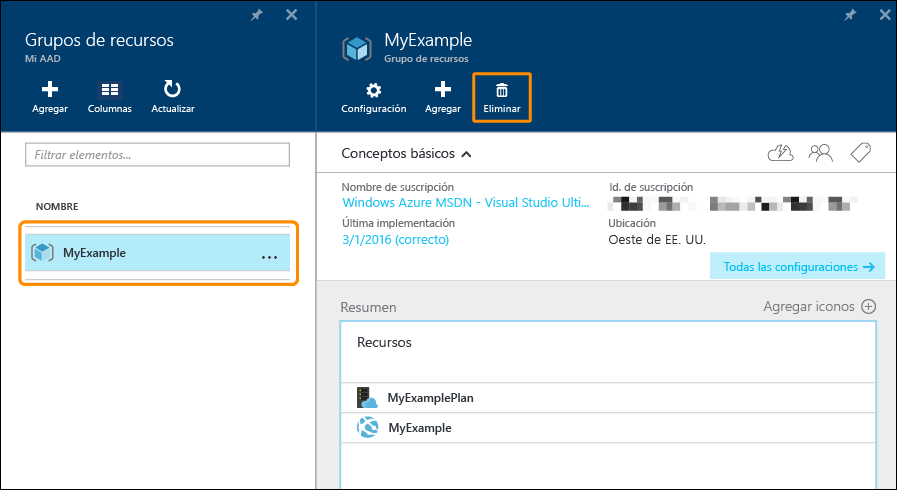 Grupos de recursos
Mi AAD
Agregar
Columnas
Actualizar
Filtrar elementos...
NOMBRE
MyExample
...
MyExample
Grupo de recursos
Configuración
Agregar
Eliminar
Conceptos básicos
Nombre de suscripción
Windows Azure MSDN - Visual Studio Ulti...
Id. de suscripción
Última implementación
3/1/2016 (correcto)
Ubicación
Oeste de EE. UU.
Todas las configuraciones
Resumen
Agregar iconos
Recursos
MyExamplePlan
MyExample